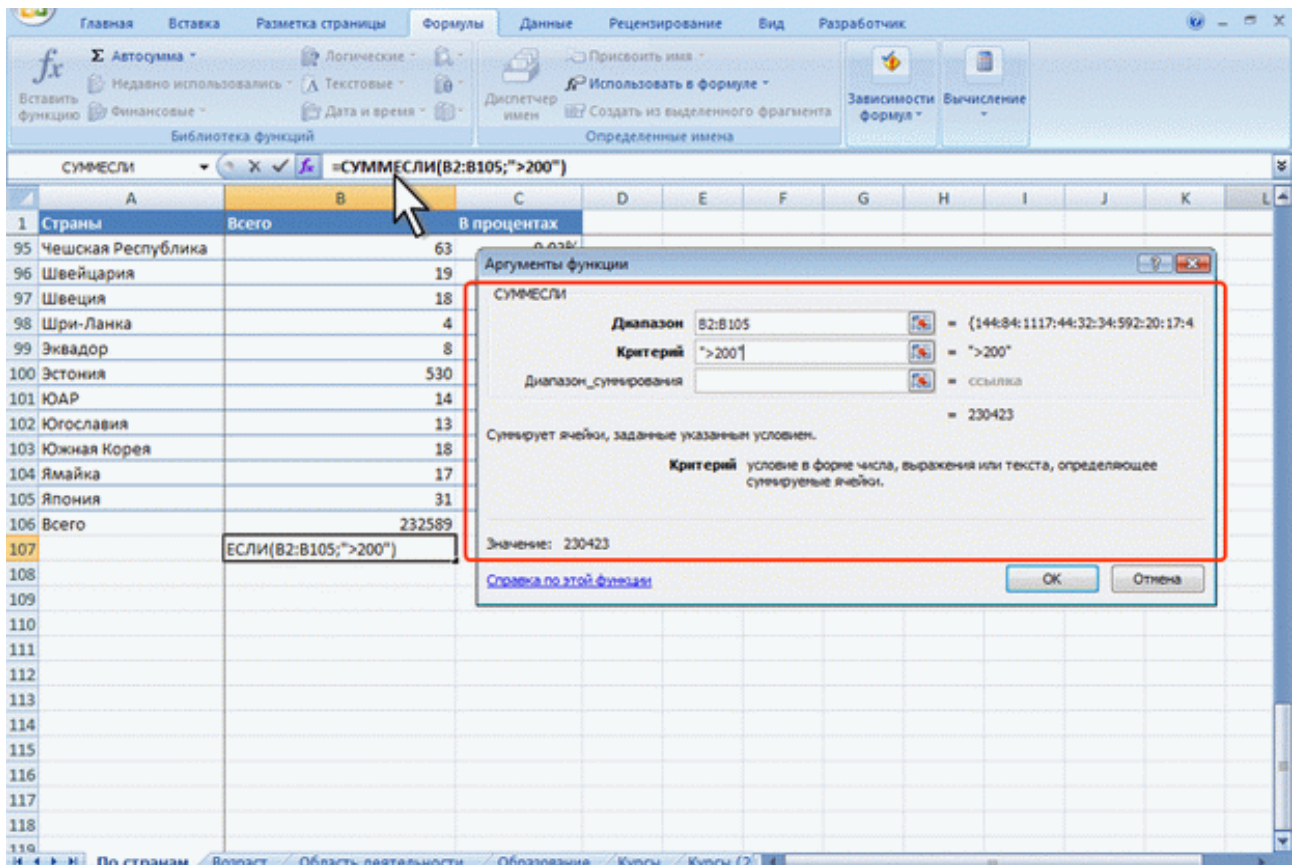 Главная Вставка Разметка страницы Формулы Данные Рецензирование Вид Разработчик
Σ Автосумма Логические Присвоить имя
fx Недавно использовались Текстовые Использовать в формуле
Вставить функцию Финансовые Дата и время Диспетчер имен Создать из выделенного фрагмента Зависимости формул Вычисление
Библиотека функций Определенные имена
СУММЕСЛИ fx =СУММЕСЛИ(B2:B105;">200")
A B C D E F G H I J K L
1 Страны Всего В процентах
95 Чешская Республика 63
96 Швейцария 19
97 Швеция 18
98 Шри-Ланка 4
99 Эквадор 8
100 Эстония 530
101 ЮАР 14
102 Югославия 13
103 Южная Корея 18
104 Ямайка 17
105 Япония 31
106 Всего 232589
107 ЕСЛИ(B2:B105;">200")
108
109
110
111
112
113
114
115
116
117
118
119
Аргументы функции
СУММЕСЛИ
Диапазон B2:B105 = {144:84:1117:44:32:34:592:20:17:4
Критерий ">200" = ">200"
Диапазон_суммирования = ссылка
= 230423
Суммирует ячейки, заданные указанным условием.
Критерий условие в форме числа, выражения или текста, определяющее
суммируемые ячейки.
Значение: 230423
Справка по этой функции OK Отмена
По странам Возраст Область деятельности Образование Курсы Курсы (2